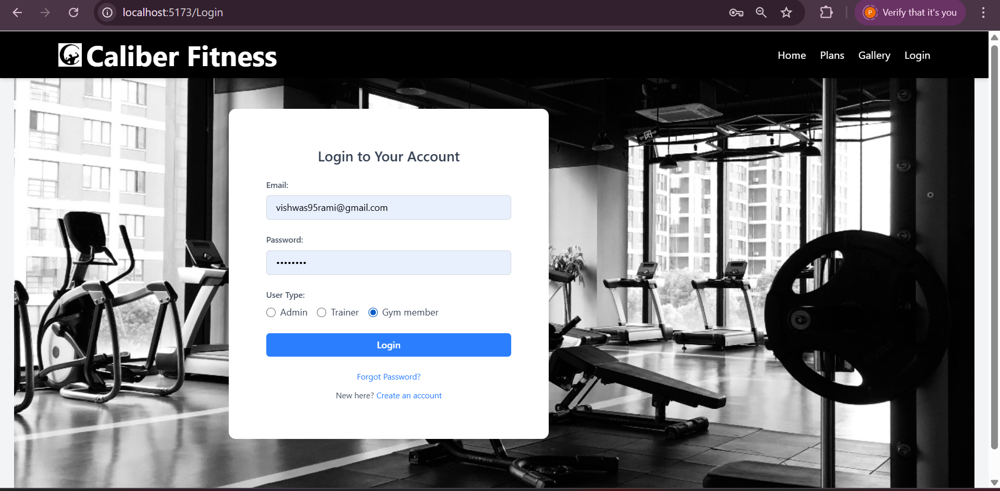 localhost:5173/Login
Verify that it's you
Caliber Fitness
Home Plans Gallery Login
Login to Your Account
Email:
vishwas95rami@gmail.com
Password:
••••••••
User Type:
Admin Trainer Gym member
Login
Forgot Password?
New here? Create an account
MATRIX